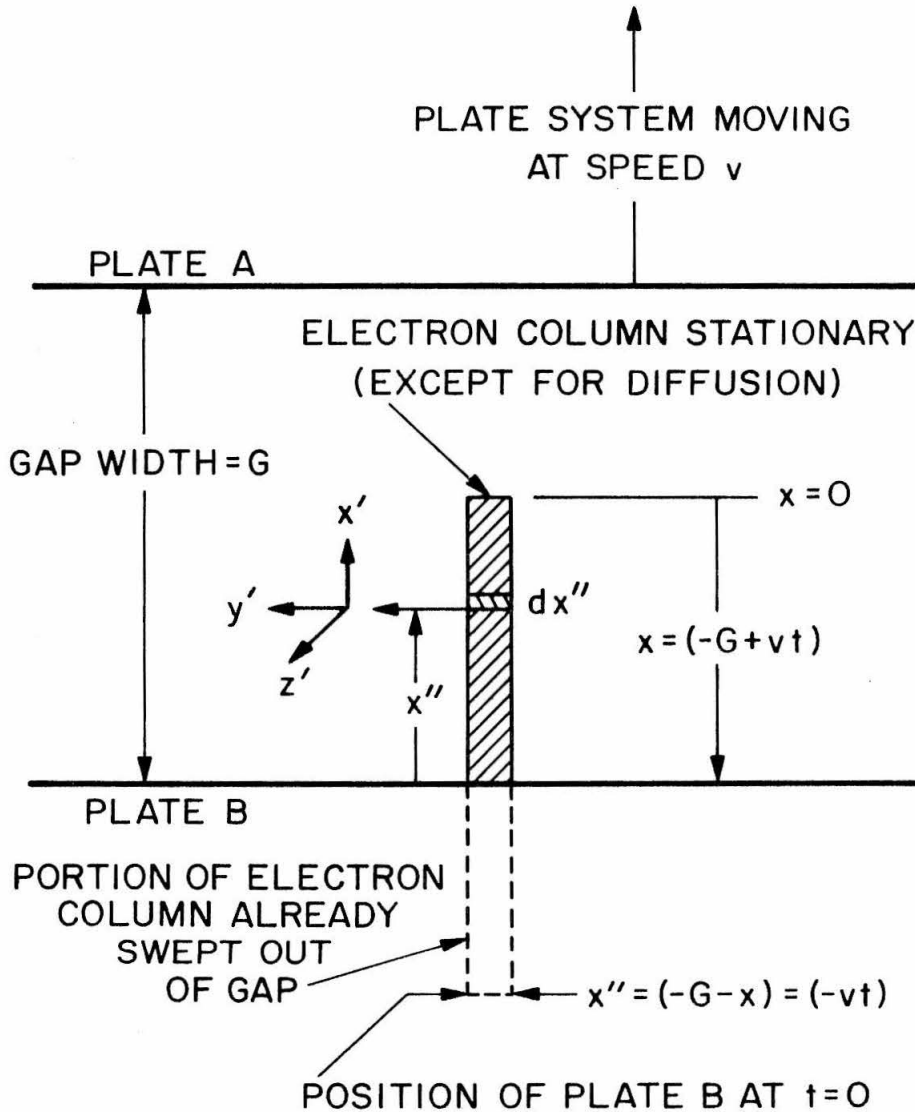 PLATE SYSTEM MOVING
AT SPEED v
PLATE A
ELECTRON COLUMN STATIONARY
(EXCEPT FOR DIFFUSION)
GAP WIDTH = G
x = O
x′
y′
z′
dx″
x = (-G + vt)
x″
PLATE B
PORTION OF ELECTRON
COLUMN ALREADY
SWEPT OUT
OF GAP
x″ = (-G-x) = (-vt)
POSITION OF PLATE B AT t=O